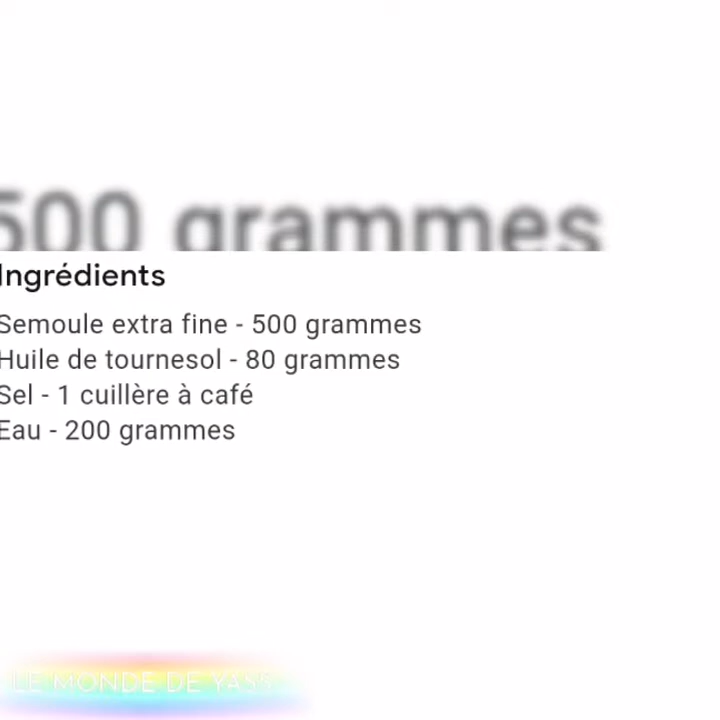 500 grammes
Ingrédients
Semoule extra fine - 500 grammes
Huile de tournesol - 80 grammes
Sel - 1 cuillère à café
Eau - 200 grammes
LE MONDE DE YASS